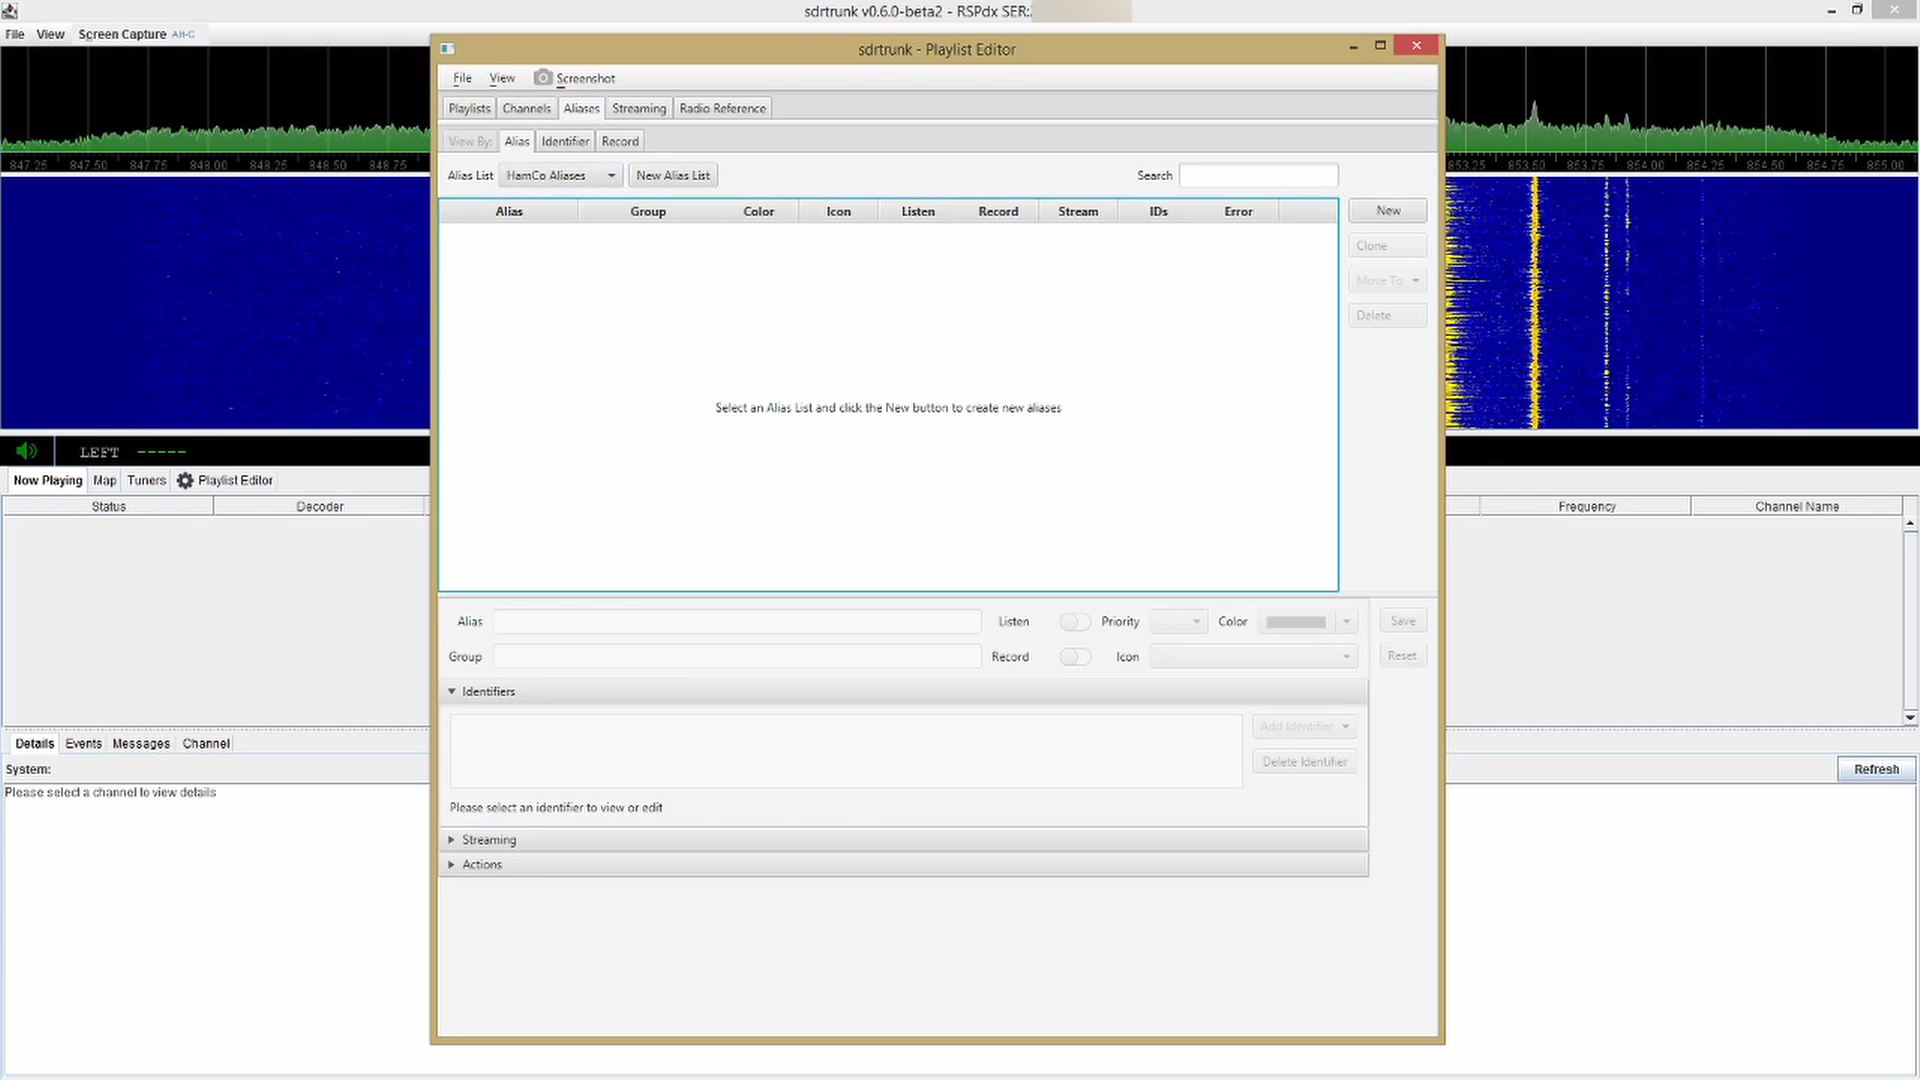 sdrtrunk v0.6.0-beta2 - RSPdx SER:
File View Screen Capture Alt-C
sdrtrunk - Playlist Editor
File View Screenshot
Playlists Channels Aliases Streaming Radio Reference
View By: Alias Identifier Record
847.25 847.50 847.75 848.00 848.25 848.50 848.75
853.25 853.50 853.75 854.00 854.25 854.50 854.75 855.00
Alias List HamCo Aliases New Alias List Search
Alias Group Color Icon Listen Record Stream IDs Error
New
Clone
Move To
Delete
Select an Alias List and click the New button to create new aliases
LEFT -----
Now Playing Map Tuners Playlist Editor
Status Decoder Frequency Channel Name
Alias Listen Priority Color Save
Group Record Icon Reset
Identifiers
Add Identifier
Delete Identifier
Please select an identifier to view or edit
Streaming
Actions
Details Events Messages Channel
System: Refresh
Please select a channel to view details